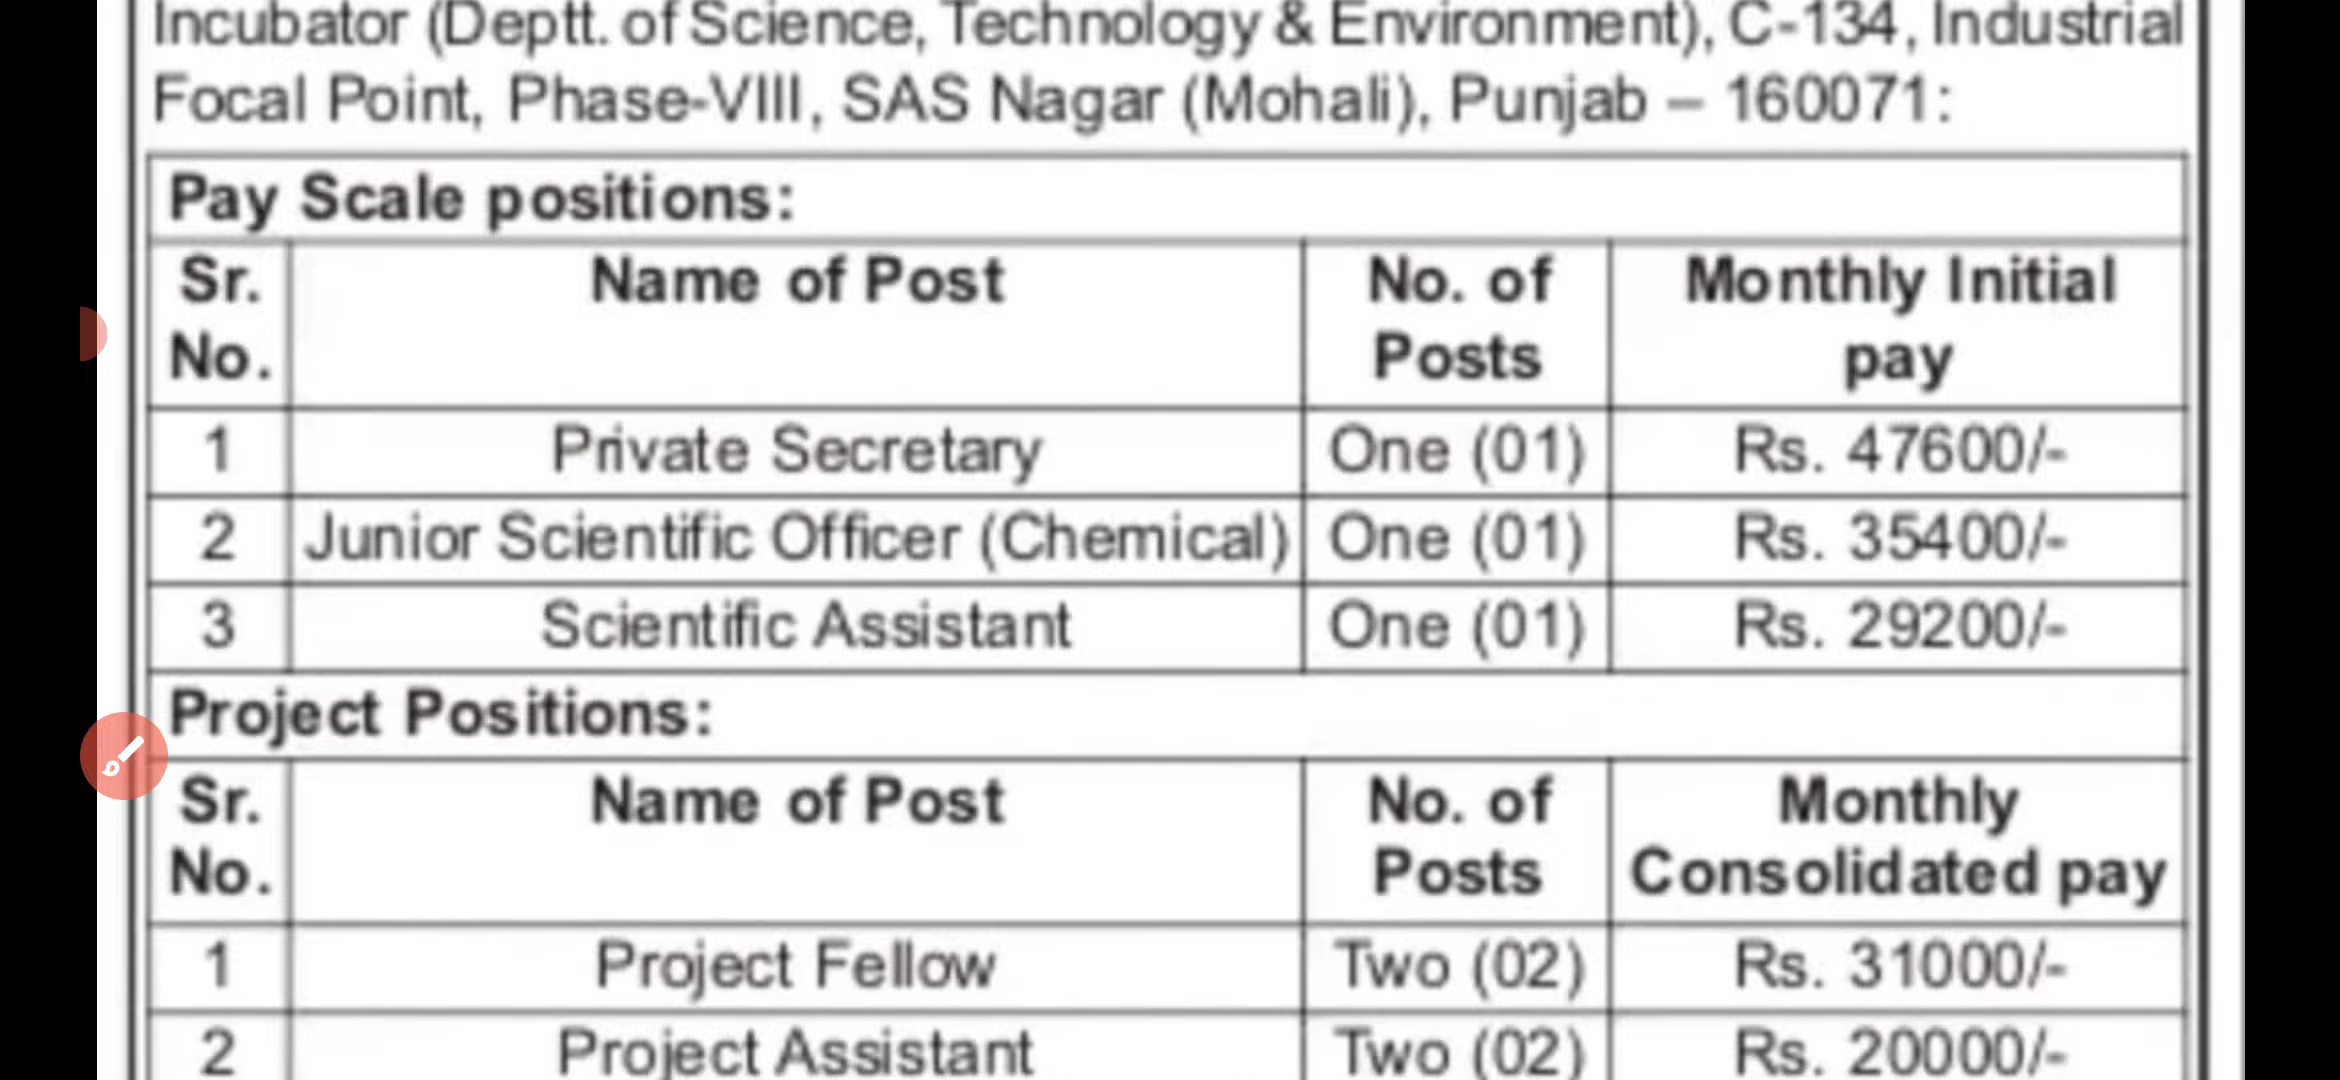 Incubator (Deptt. of Science, Technology & Environment), C-134, Industrial
Focal Point, Phase-VIII, SAS Nagar (Mohali), Punjab – 160071:
Pay Scale positions:
Sr. No. Name of Post No. of Posts Monthly Initial pay
1 Private Secretary One (01) Rs. 47600/-
2 Junior Scientific Officer (Chemical) One (01) Rs. 35400/-
3 Scientific Assistant One (01) Rs. 29200/-
Project Positions:
Sr. No. Name of Post No. of Posts Monthly Consolidated pay
1 Project Fellow Two (02) Rs. 31000/-
2 Project Assistant Two (02) Rs. 20000/-